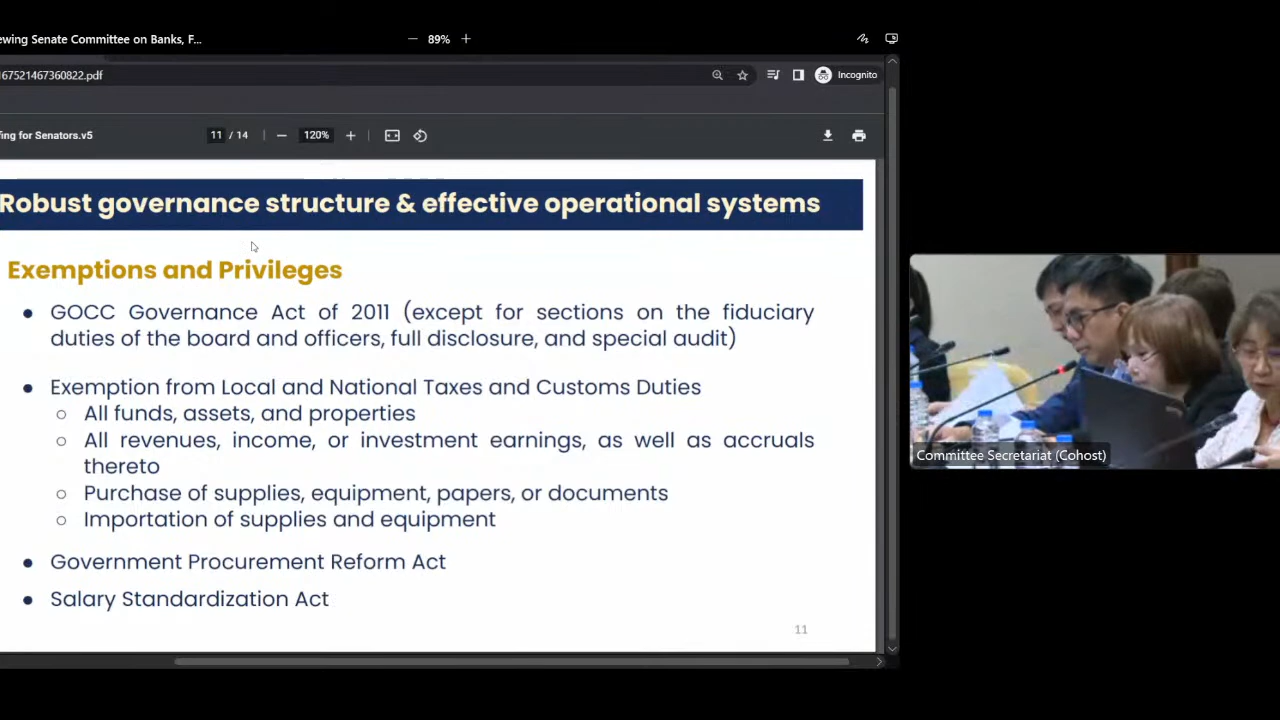 ewing Senate Committee on Banks, F...
89%
167521467360822.pdf
Incognito
fing for Senators.v5
11 / 14
120%
Robust governance structure & effective operational systems
Exemptions and Privileges
● GOCC Governance Act of 2011 (except for sections on the fiduciary
duties of the board and officers, full disclosure, and special audit)
● Exemption from Local and National Taxes and Customs Duties
○ All funds, assets, and properties
○ All revenues, income, or investment earnings, as well as accruals
thereto
○ Purchase of supplies, equipment, papers, or documents
○ Importation of supplies and equipment
● Government Procurement Reform Act
● Salary Standardization Act
11
Committee Secretariat (Cohost)